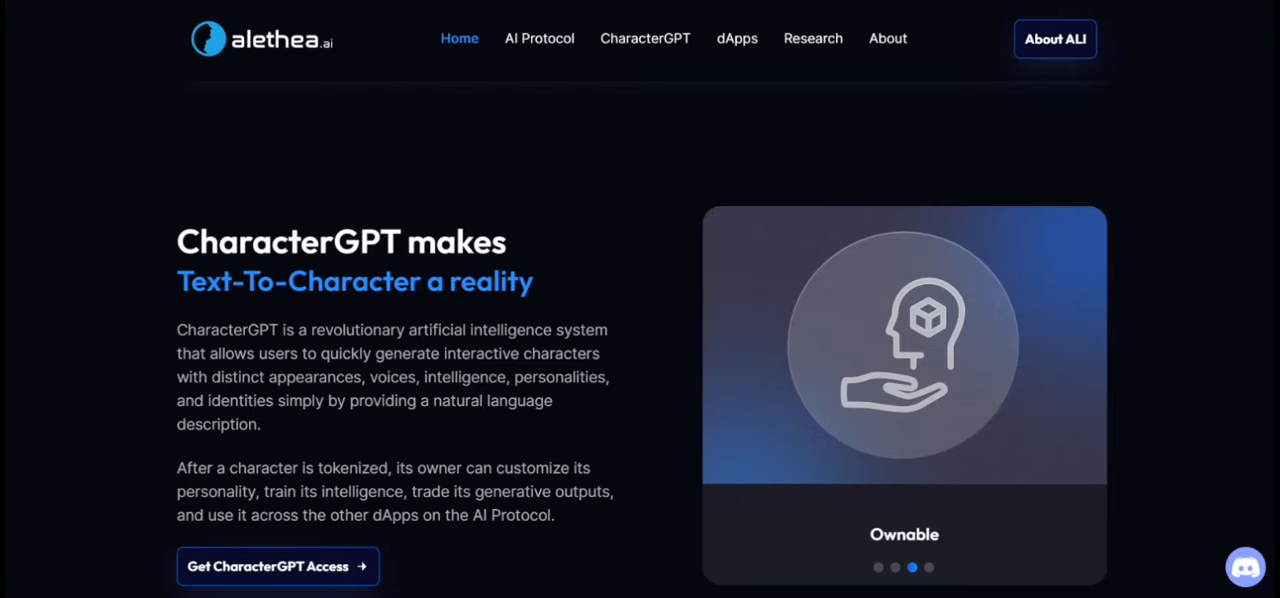 alethea.ai
Home
AI Protocol
CharacterGPT
dApps
Research
About
About ALI
CharacterGPT makes
Text-To-Character a reality
CharacterGPT is a revolutionary artificial intelligence system
that allows users to quickly generate interactive characters
with distinct appearances, voices, intelligence, personalities,
and identities simply by providing a natural language
description.
After a character is tokenized, its owner can customize its
personality, train its intelligence, trade its generative outputs,
and use it across the other dApps on the AI Protocol.
Get CharacterGPT Access →
Ownable